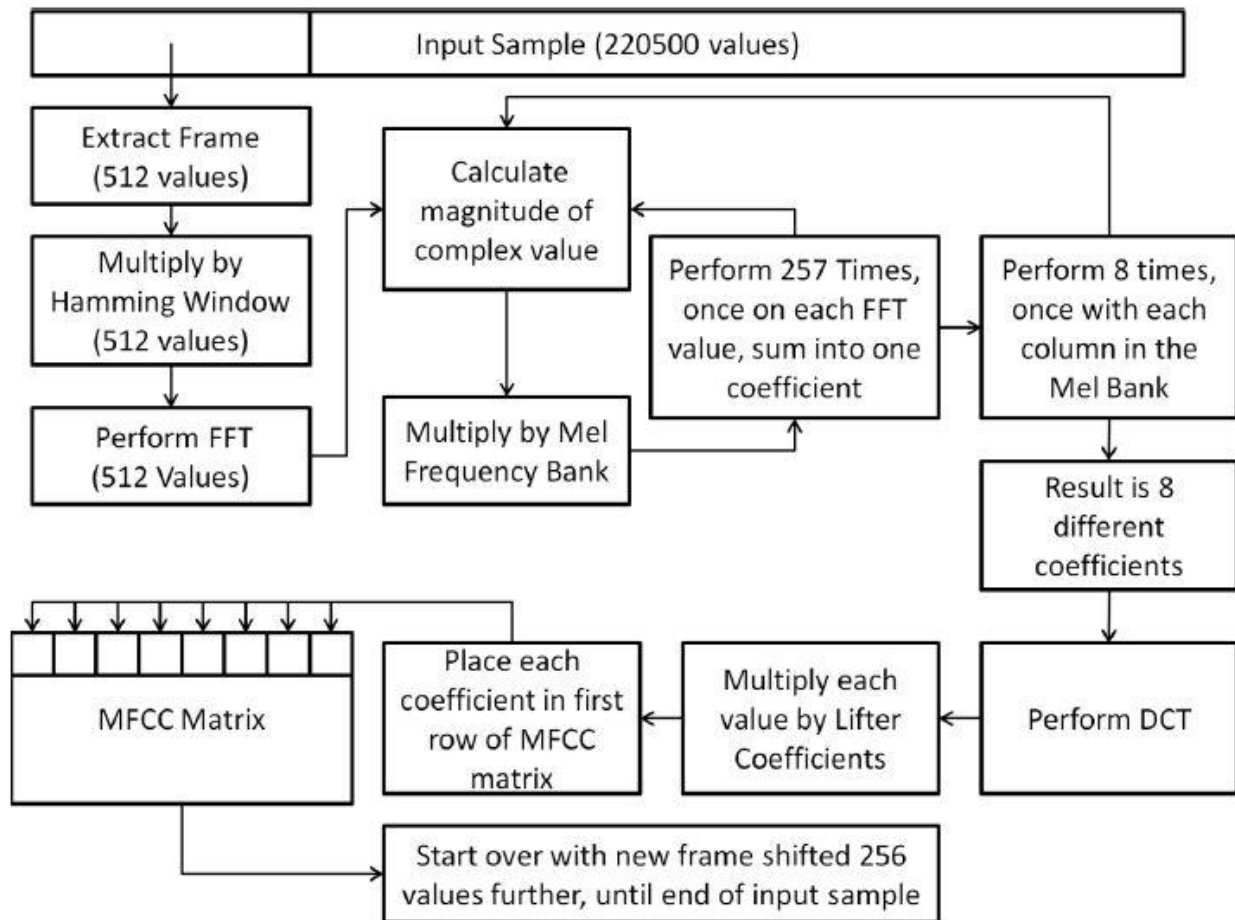 Input Sample (220500 values)
Extract Frame
(512 values)
Multiply by
Hamming Window
(512 values)
Perform FFT
(512 Values)
Calculate
magnitude of
complex value
Multiply by Mel
Frequency Bank
Perform 257 Times,
once on each FFT
value, sum into one
coefficient
Perform 8 times,
once with each
column in the
Mel Bank
Result is 8
different
coefficients
Perform DCT
Multiply each
value by Lifter
Coefficients
Place each
coefficient in first
row of MFCC
matrix
MFCC Matrix
Start over with new frame shifted 256
values further, until end of input sample